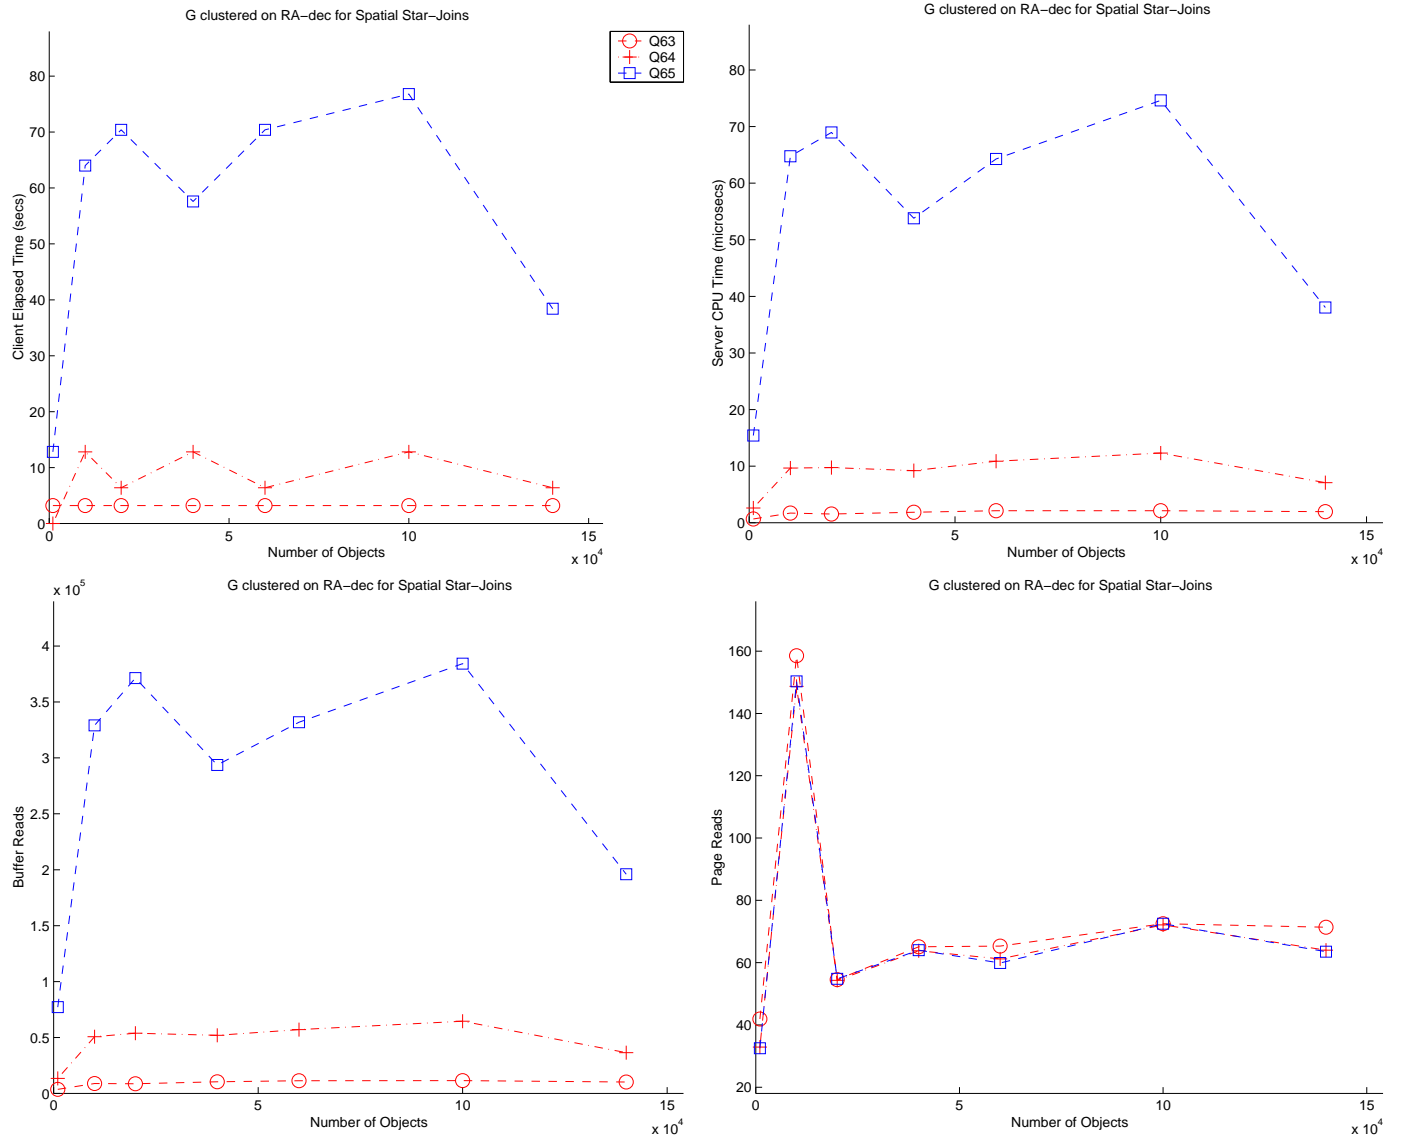 G clustered on RA−dec for Spatial Star−Joins
Q63
Q64
Q65
80
70
60
50
40
30
20
10
0
Client Elapsed Time (secs)
0
5
10
15
Number of Objects
x 10^4
G clustered on RA−dec for Spatial Star−Joins
80
70
60
50
40
30
20
10
0
Server CPU Time (microsecs)
0
5
10
15
Number of Objects
x 10^4
G clustered on RA−dec for Spatial Star−Joins
x 10^5
4
3.5
3
2.5
2
1.5
1
0.5
0
Buffer Reads
0
5
10
15
Number of Objects
x 10^4
G clustered on RA−dec for Spatial Star−Joins
160
140
120
100
80
60
40
20
Page Reads
0
5
10
15
Number of Objects
x 10^4